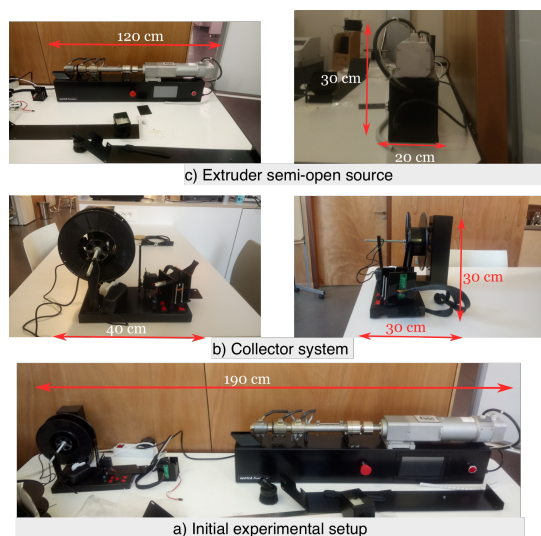 120 cm
30 cm
20 cm
c) Extruder semi-open source
40 cm
30 cm
30 cm
b) Collector system
190 cm
a) Initial experimental setup